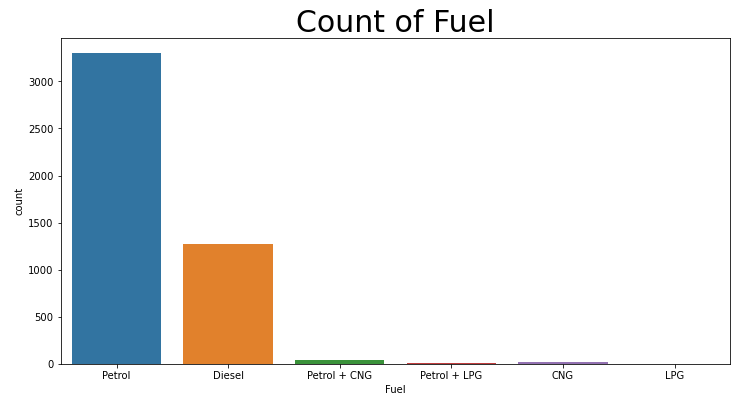 Count of Fuel
3000
2500
2000
1500
1000
500
0
count
Petrol
Diesel
Petrol + CNG
Petrol + LPG
CNG
LPG
Fuel